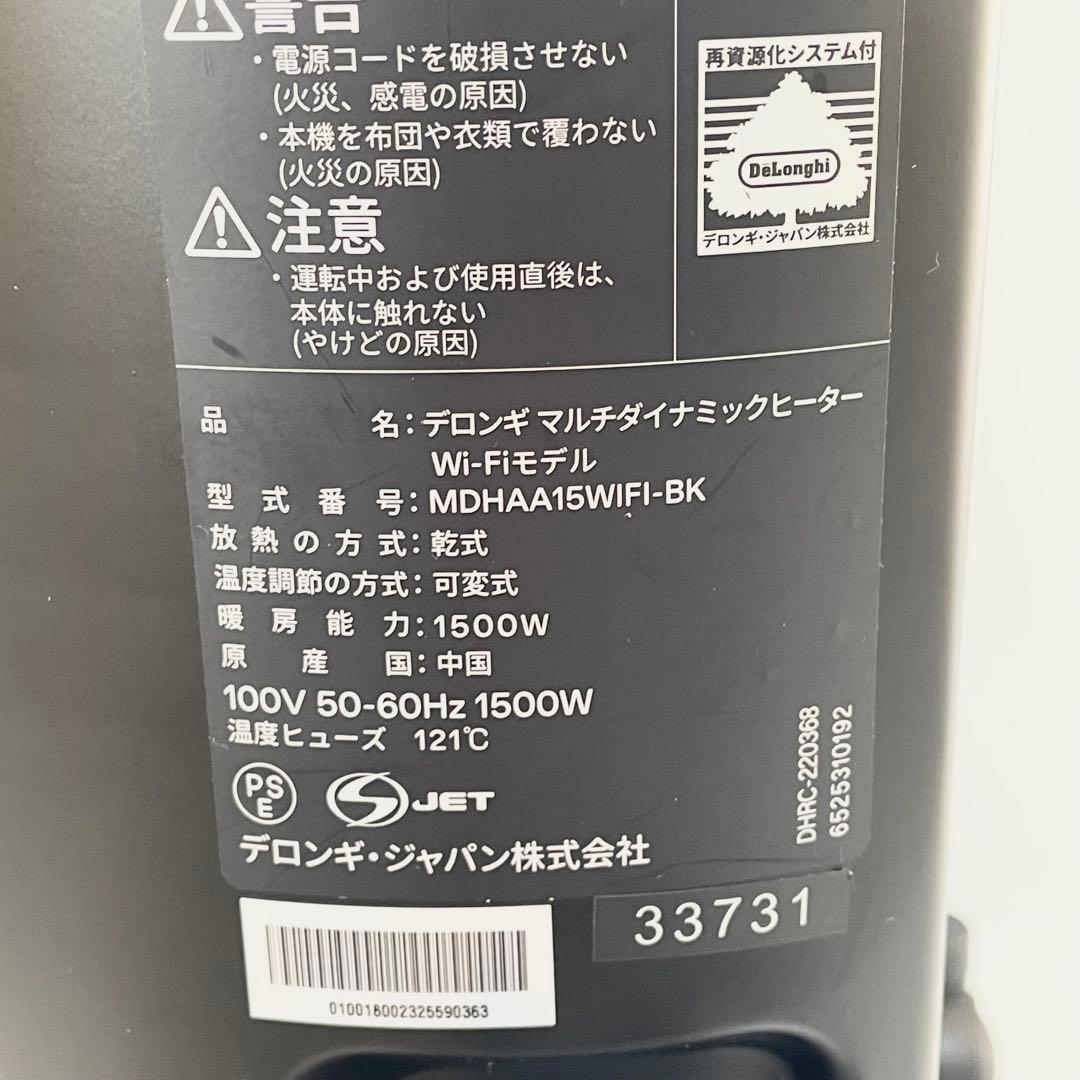 警告
・電源コードを破損させない
(火災、感電の原因)
・本機を布団や衣類で覆わない
(火災の原因)
注意
・運転中および使用直後は、
本体に触れない
(やけどの原因)
再資源化システム付
DeLonghi
デロンギ・ジャパン株式会社
品 名：デロンギ マルチダイナミックヒーター
Wi-Fiモデル
型式番号：MDHAA15WIFI-BK
放熱の方式：乾式
温度調節の方式：可変式
暖房能力：1500W
原産国：中国
100V 50-60Hz 1500W
温度ヒューズ 121℃
PSE
JET
デロンギ・ジャパン株式会社
DHRC-220368
6525310192
33731
010018002325590363